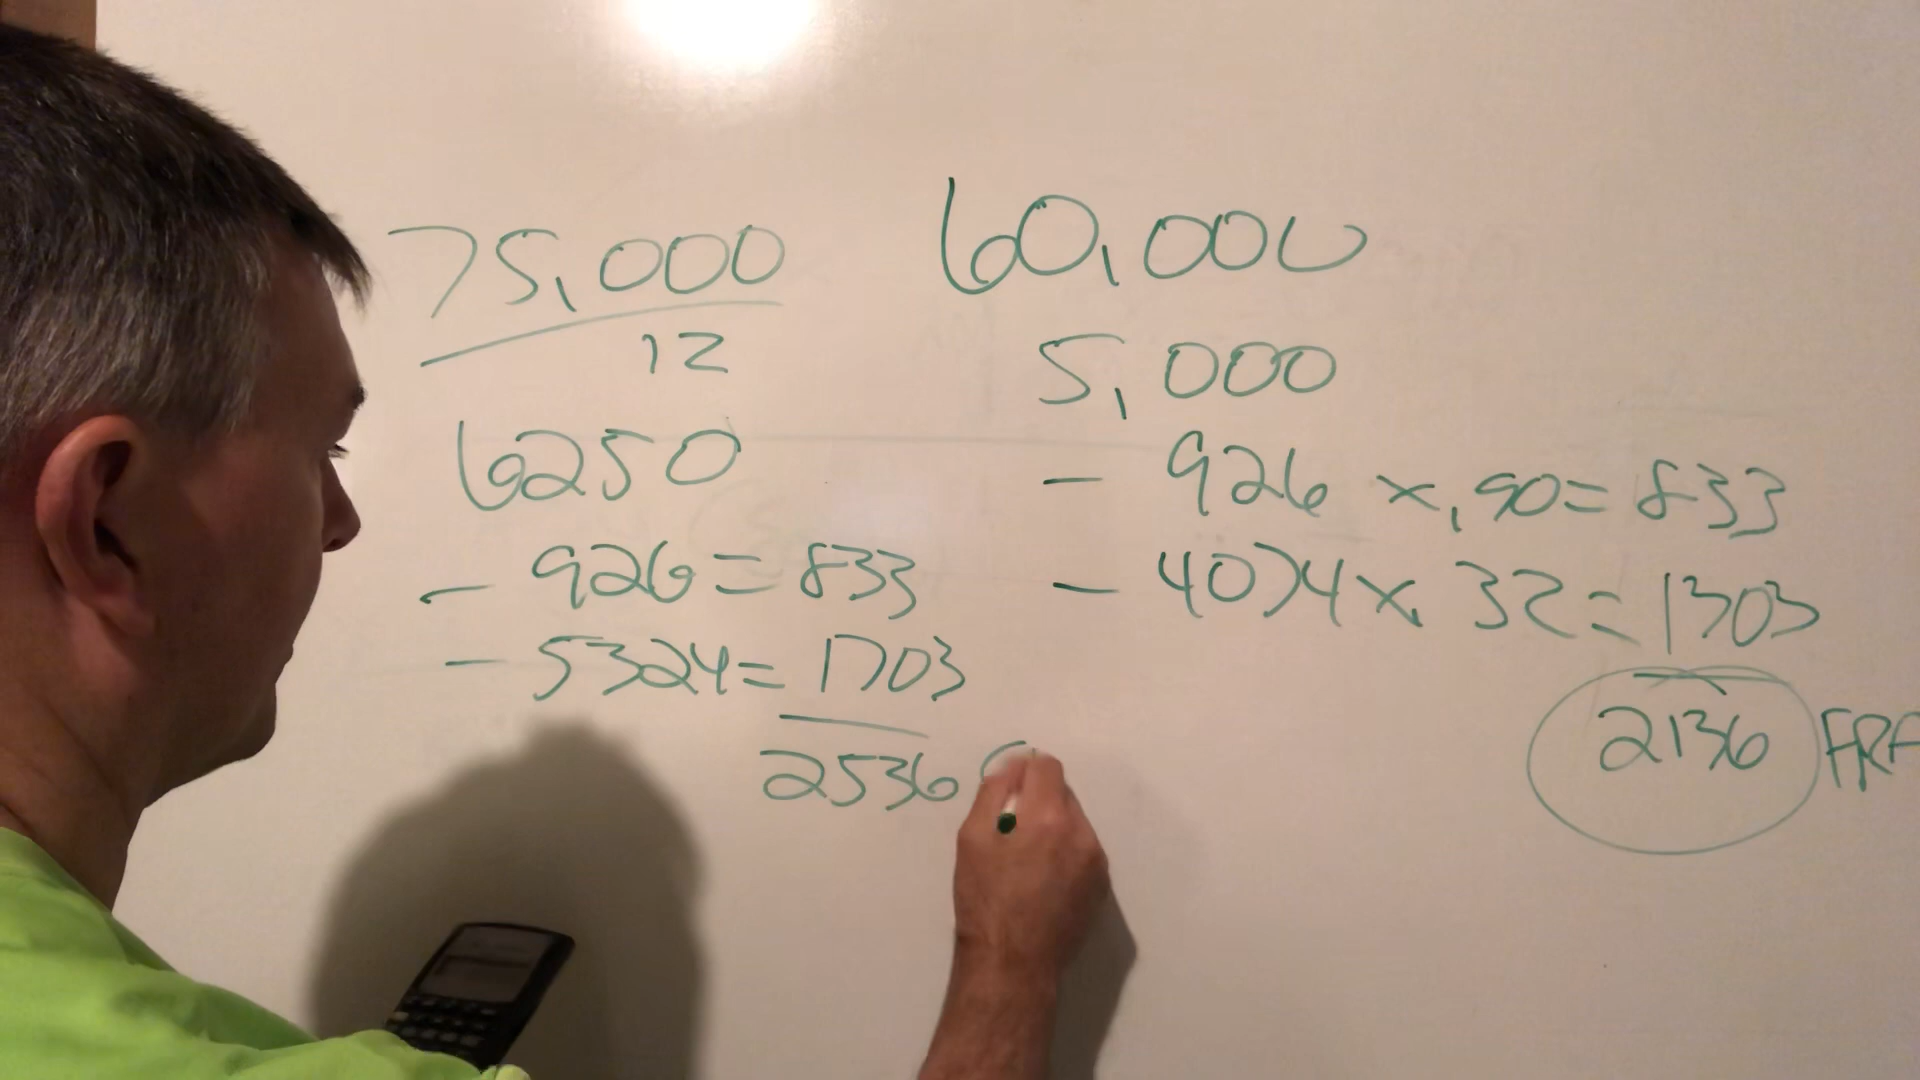 75,000
12
6250
- 926 = 833
- 5324 = 1703
2536
60,000
5,000
- 926 x .90 = 833
- 4074 x .32 = 1303
2136 FRA